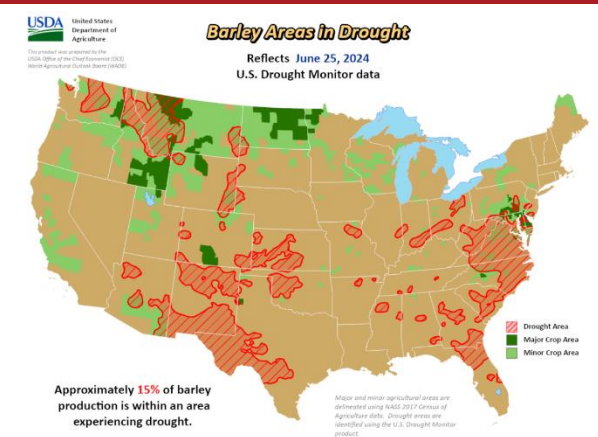 USDA
United States
Department of
Agriculture
This product was prepared by the
USDA Office of the Chief Economist (OCE)
World Agricultural Outlook Board (WAOB)
Barley Areas in Drought
Reflects June 25, 2024
U.S. Drought Monitor data
Drought Area
Major Crop Area
Minor Crop Area
Approximately 15% of barley
production is within an area
experiencing drought.
Major and minor agricultural areas are
delineated using NASS 2017 Census of
Agriculture data. Drought areas are
identified using the U.S. Drought Monitor
product.